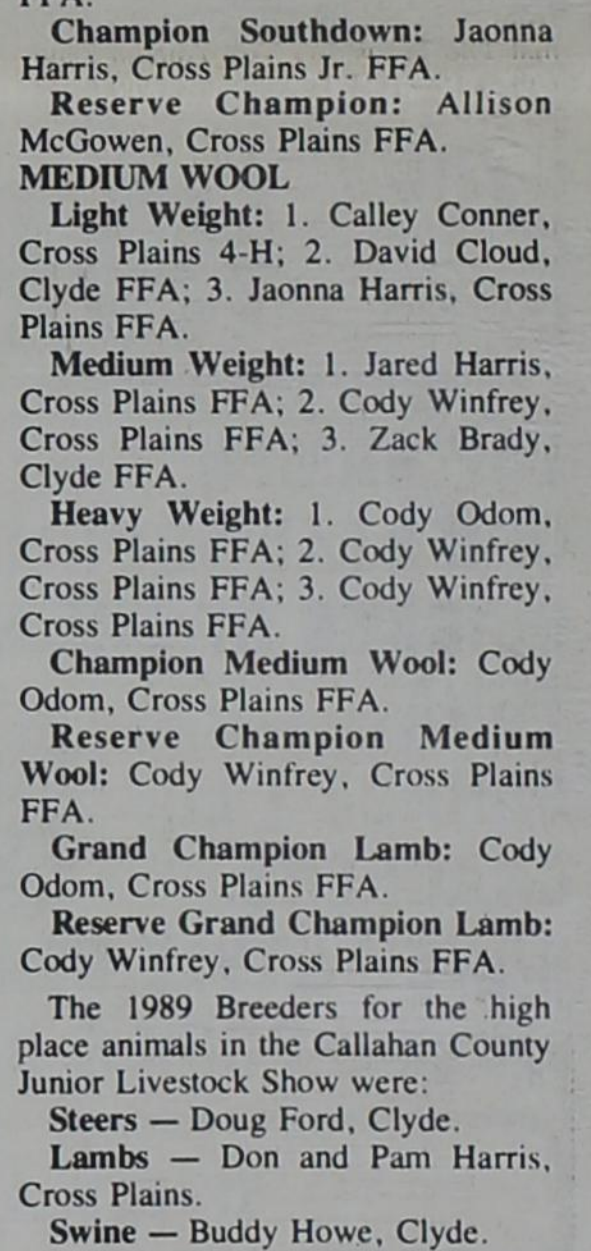 FFA.
Champion Southdown: Jaonna
Harris, Cross Plains Jr. FFA.
Reserve Champion: Allison
McGowen, Cross Plains FFA.
MEDIUM WOOL
Light Weight: 1. Calley Conner,
Cross Plains 4-H; 2. David Cloud,
Clyde FFA; 3. Jaonna Harris, Cross
Plains FFA.
Medium Weight: 1. Jared Harris,
Cross Plains FFA; 2. Cody Winfrey,
Cross Plains FFA; 3. Zack Brady,
Clyde FFA.
Heavy Weight: 1. Cody Odom,
Cross Plains FFA; 2. Cody Winfrey,
Cross Plains FFA; 3. Cody Winfrey,
Cross Plains FFA.
Champion Medium Wool: Cody
Odom, Cross Plains FFA.
Reserve Champion Medium
Wool: Cody Winfrey, Cross Plains
FFA.
Grand Champion Lamb: Cody
Odom, Cross Plains FFA.
Reserve Grand Champion Lamb:
Cody Winfrey, Cross Plains FFA.
The 1989 Breeders for the high
place animals in the Callahan County
Junior Livestock Show were:
Steers — Doug Ford, Clyde.
Lambs — Don and Pam Harris,
Cross Plains.
Swine — Buddy Howe, Clyde.